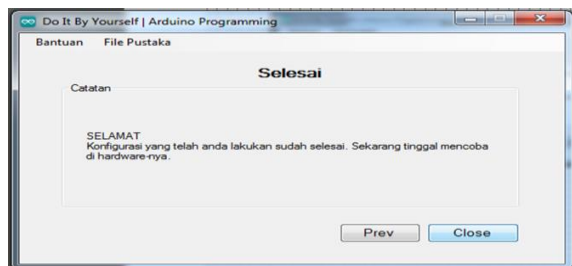 Do It By Yourself | Arduino Programming
Bantuan File Pustaka
Selesai
Catatan
SELAMAT
Konfigurasi yang telah anda lakukan sudah selesai. Sekarang tinggal mencoba
di hardware-nya.
Prev Close